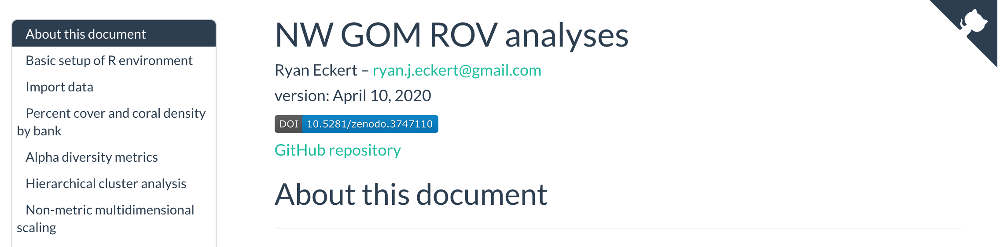 About this document
Basic setup of R environment
Import data
Percent cover and coral density
by bank
Alpha diversity metrics
Hierarchical cluster analysis
Non-metric multidimensional
scaling
NW GOM ROV analyses
Ryan Eckert – ryan.j.eckert@gmail.com
version: April 10, 2020
DOI 10.5281/zenodo.3747110
GitHub repository
About this document